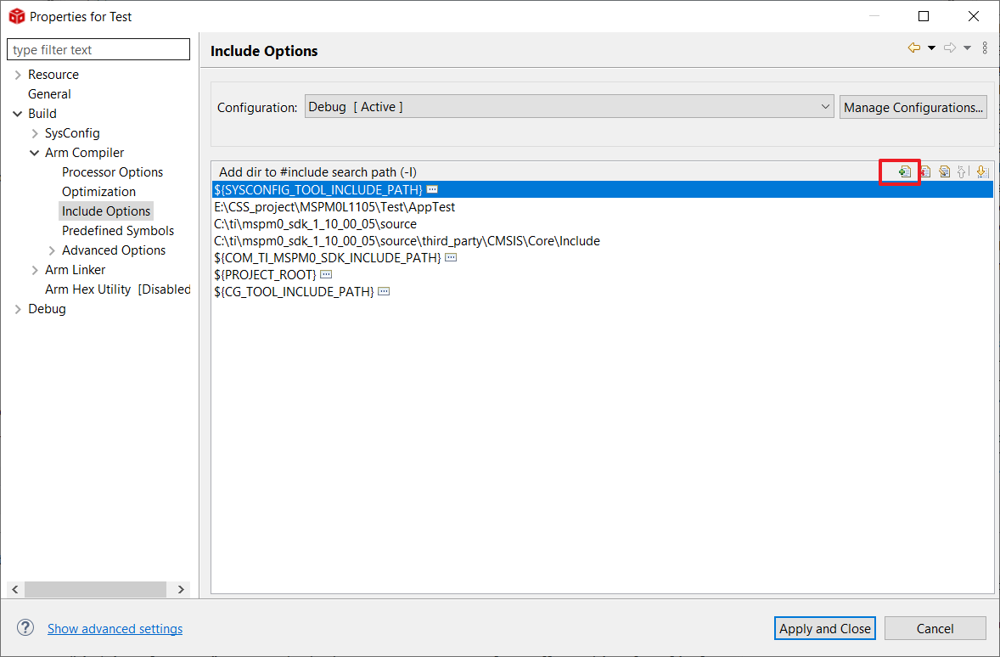 Properties for Test
type filter text
Resource
General
Build
SysConfig
Arm Compiler
Processor Options
Optimization
Include Options
Predefined Symbols
Advanced Options
Arm Linker
Arm Hex Utility [Disabled
Debug
Include Options
Configuration: Debug [ Active ] Manage Configurations...
Add dir to #include search path (-I)
${SYSCONFIG_TOOL_INCLUDE_PATH}
E:\CSS_project\MSPM0L1105\Test\AppTest
C:\ti\mspm0_sdk_1_10_00_05\source
C:\ti\mspm0_sdk_1_10_00_05\source\third_party\CMSIS\Core\Include
${COM_TI_MSPM0_SDK_INCLUDE_PATH}
${PROJECT_ROOT}
${CG_TOOL_INCLUDE_PATH}
Show advanced settings
Apply and Close Cancel